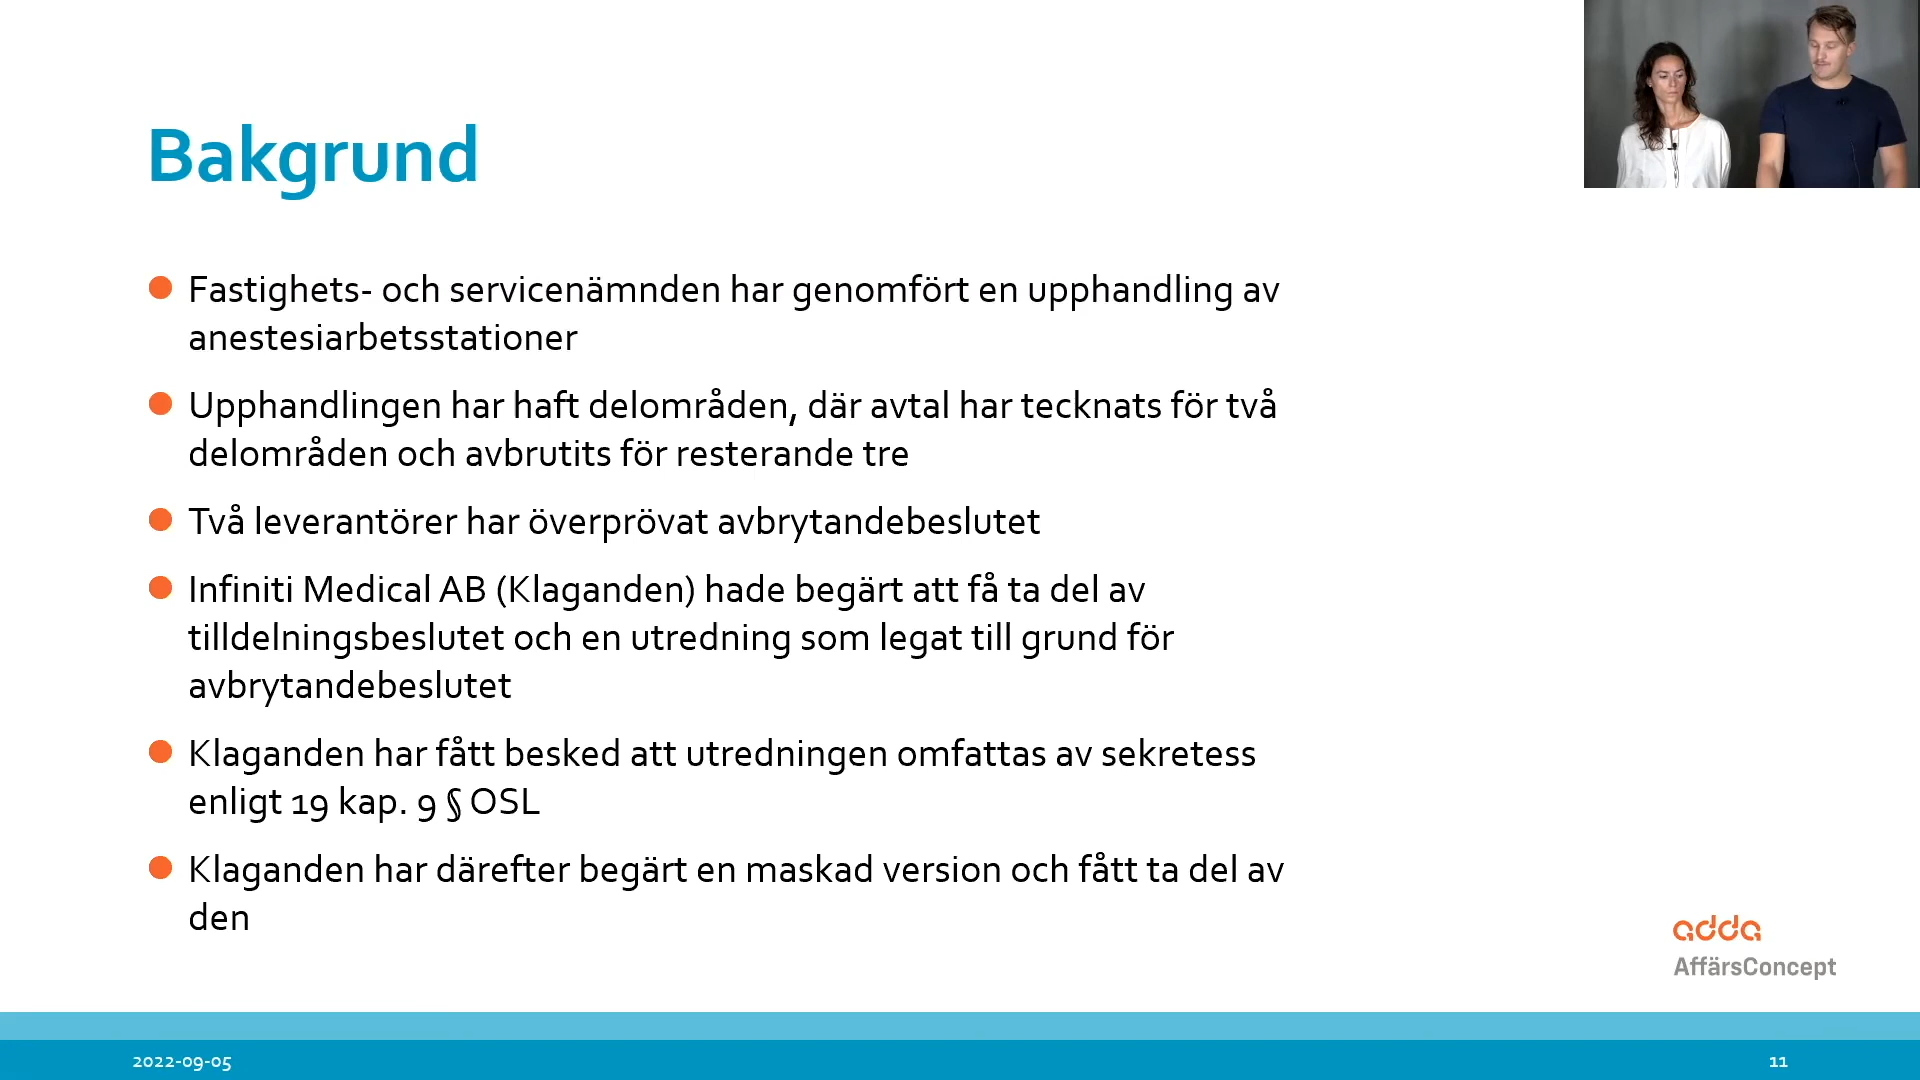 Bakgrund
Fastighets- och servicenämnden har genomfört en upphandling av
anestesiarbetsstationer
Upphandlingen har haft delområden, där avtal har tecknats för två
delområden och avbrutits för resterande tre
Två leverantörer har överprövat avbrytandebeslutet
Infiniti Medical AB (Klaganden) hade begärt att få ta del av
tilldelningsbeslutet och en utredning som legat till grund för
avbrytandebeslutet
Klaganden har fått besked att utredningen omfattas av sekretess
enligt 19 kap. 9 § OSL
Klaganden har därefter begärt en maskad version och fått ta del av
den
adda
AffärsConcept
2022-09-05
11